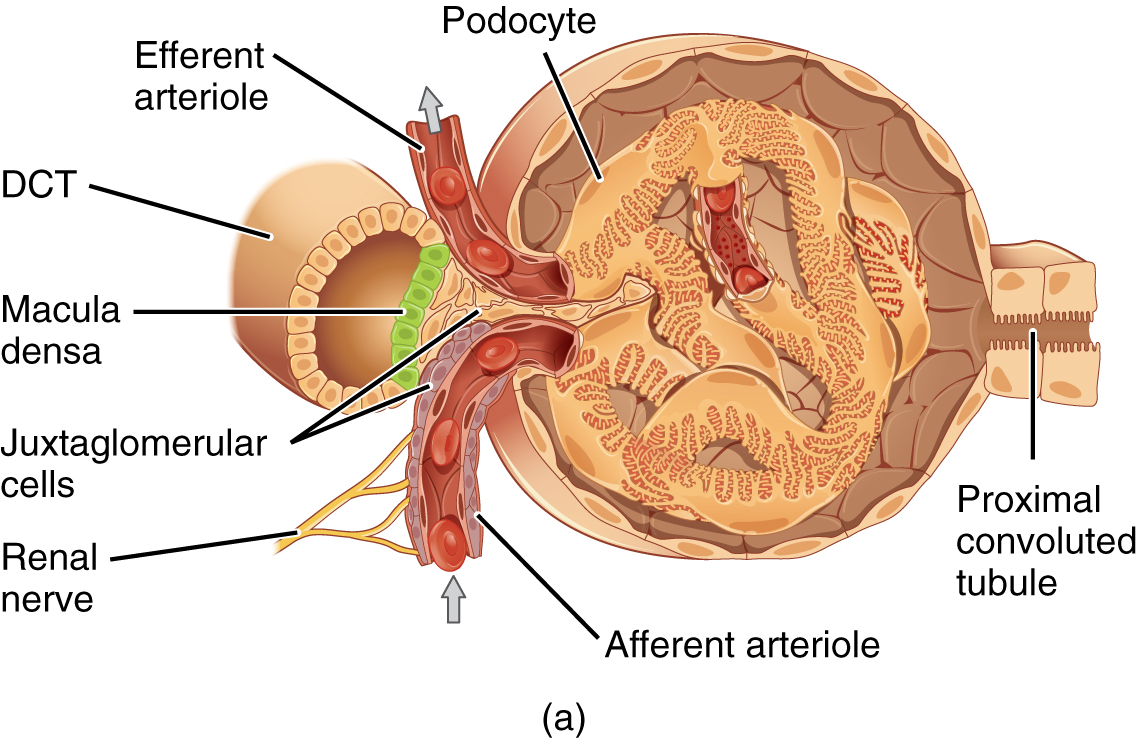 Podocyte
Efferent
arteriole
DCT
Macula
densa
Juxtaglomerular
cells
Renal
nerve
Proximal
convoluted
tubule
Afferent arteriole
(a)